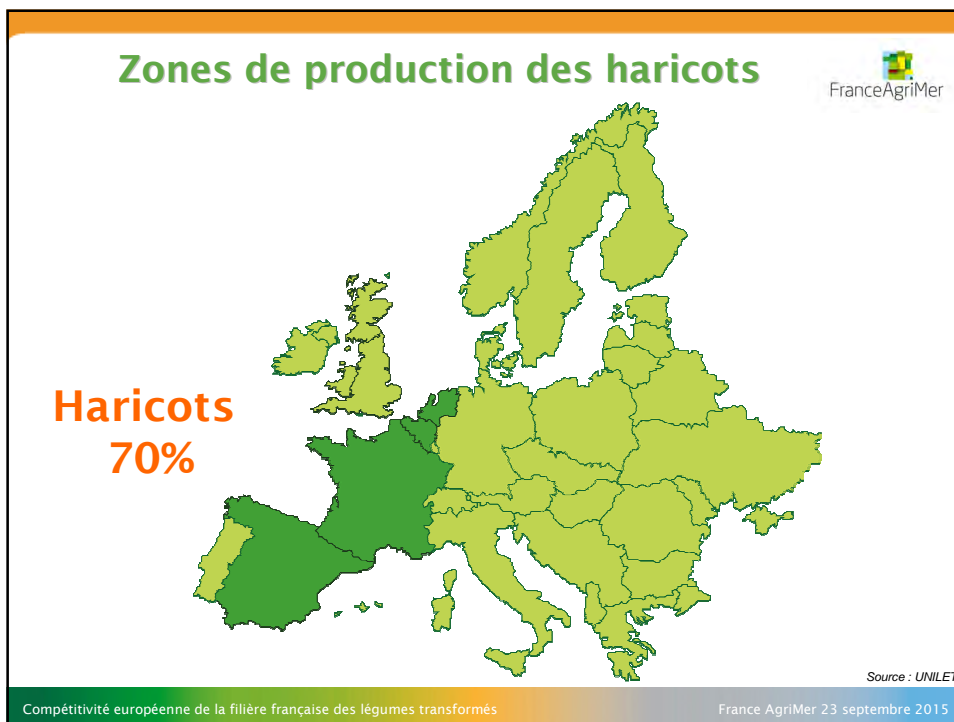 Zones de production des haricots
FranceAgriMer
Haricots
70%
Source : UNILET
Compétitivité européenne de la filière française des légumes transformés
France AgriMer 23 septembre 2015